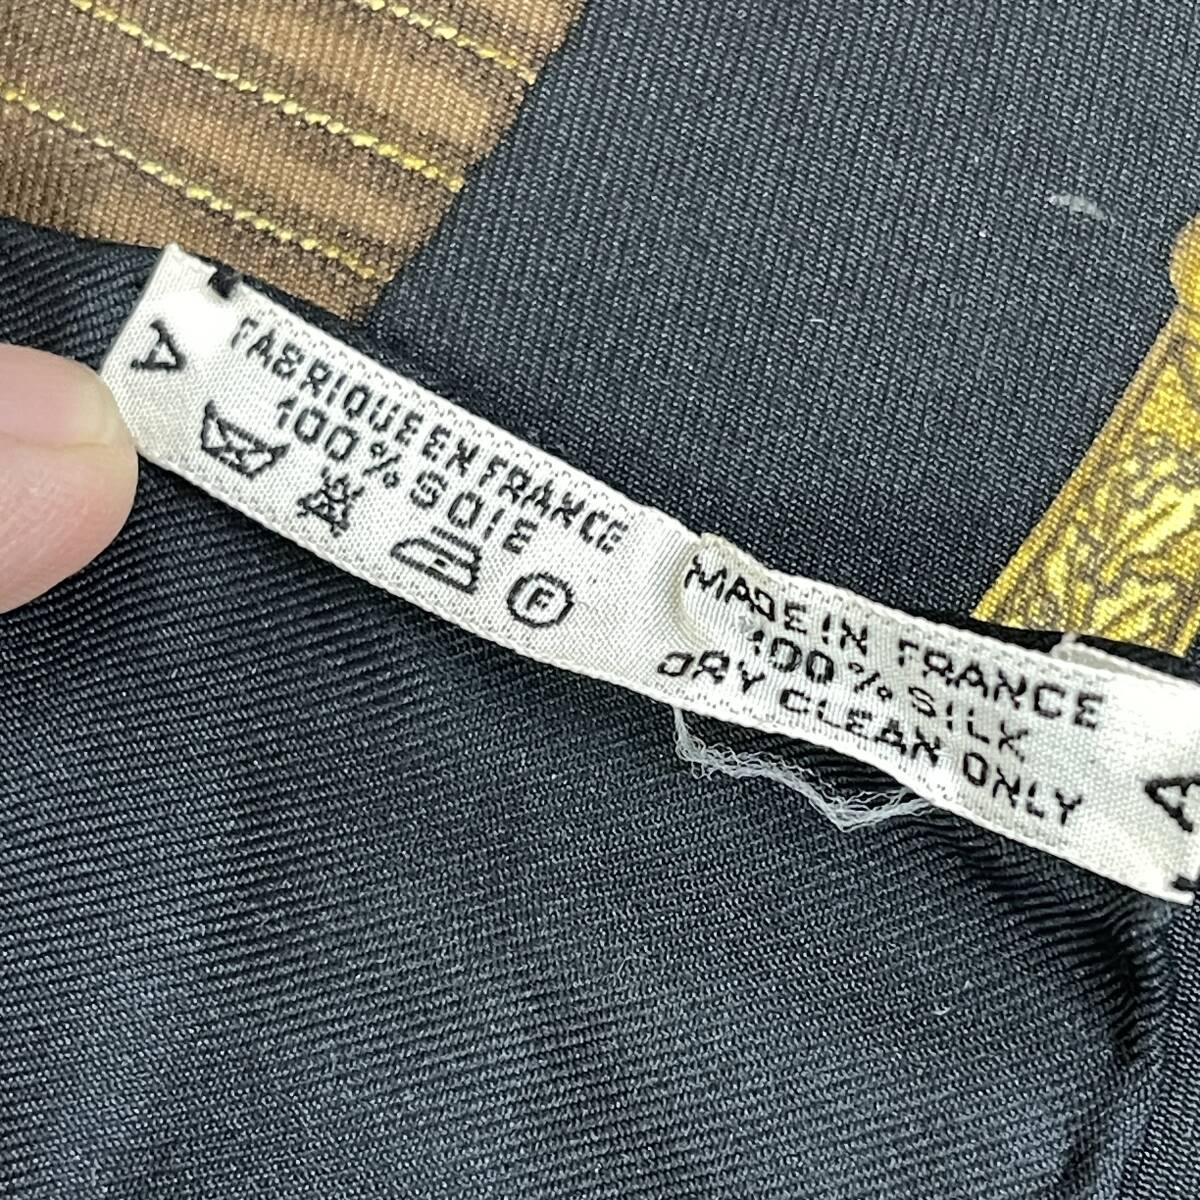 A
FABRIQUE EN FRANCE
100 % SOIE
F
MADE IN FRANCE
100 % SILK
DRY CLEAN ONLY
A